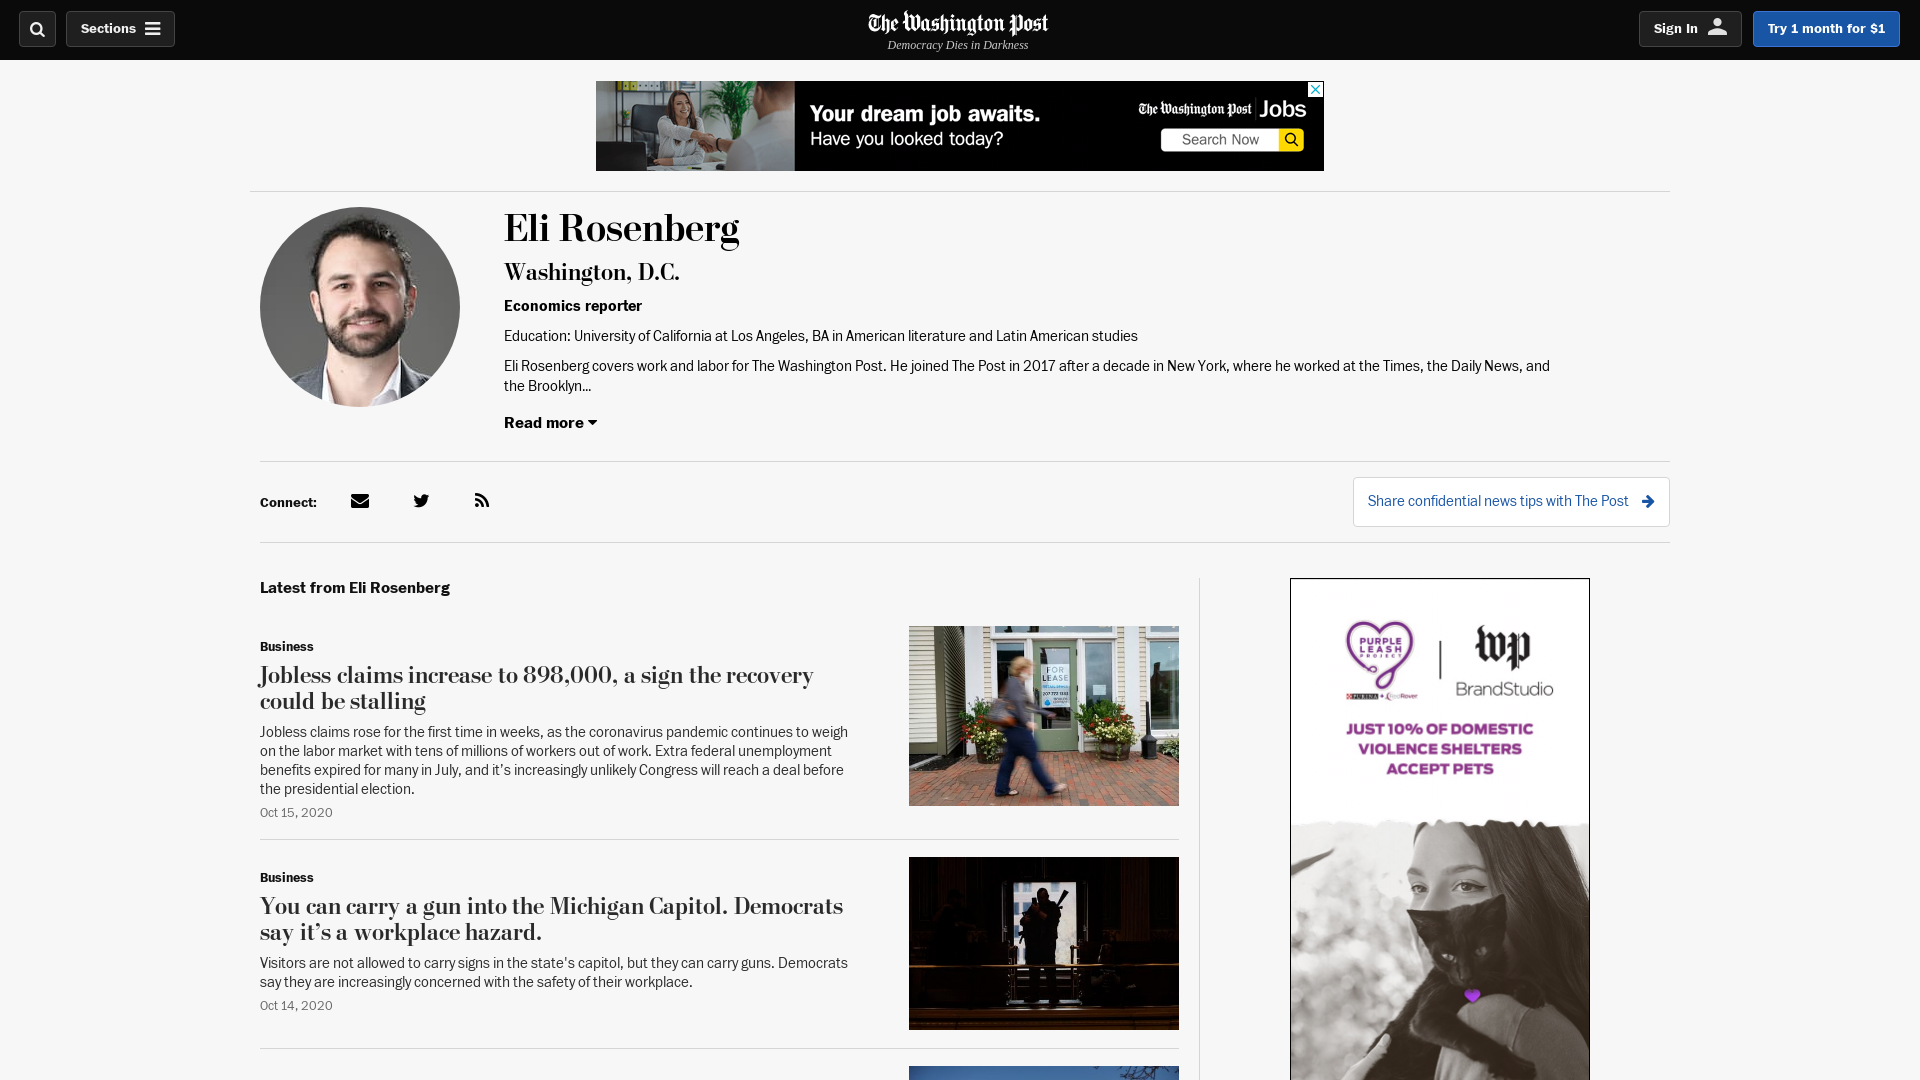 Sections
The Washington Post
Democracy Dies in Darkness
Sign In
Try 1 month for $1
Your dream job awaits.
Have you looked today?
The Washington Post Jobs
Search Now
Eli Rosenberg
Washington, D.C.
Economics reporter
Education: University of California at Los Angeles, BA in American literature and Latin American studies
Eli Rosenberg covers work and labor for The Washington Post. He joined The Post in 2017 after a decade in New York, where he worked at the Times, the Daily News, and
the Brooklyn...
Read more
Connect:
Share confidential news tips with The Post
Latest from Eli Rosenberg
Business
Jobless claims increase to 898,000, a sign the recovery
could be stalling
Jobless claims rose for the first time in weeks, as the coronavirus pandemic continues to weigh
on the labor market with tens of millions of workers out of work. Extra federal unemployment
benefits expired for many in July, and it’s increasingly unlikely Congress will reach a deal before
the presidential election.
Oct 15, 2020
FOR
LEASE
Business
You can carry a gun into the Michigan Capitol. Democrats
say it’s a workplace hazard.
Visitors are not allowed to carry signs in the state's capitol, but they can carry guns. Democrats
say they are increasingly concerned with the safety of their workplace.
Oct 14, 2020
PURPLE
LEASH
PROJECT
PURINA + RedRover
wp
BrandStudio
JUST 10% OF DOMESTIC
VIOLENCE SHELTERS
ACCEPT PETS